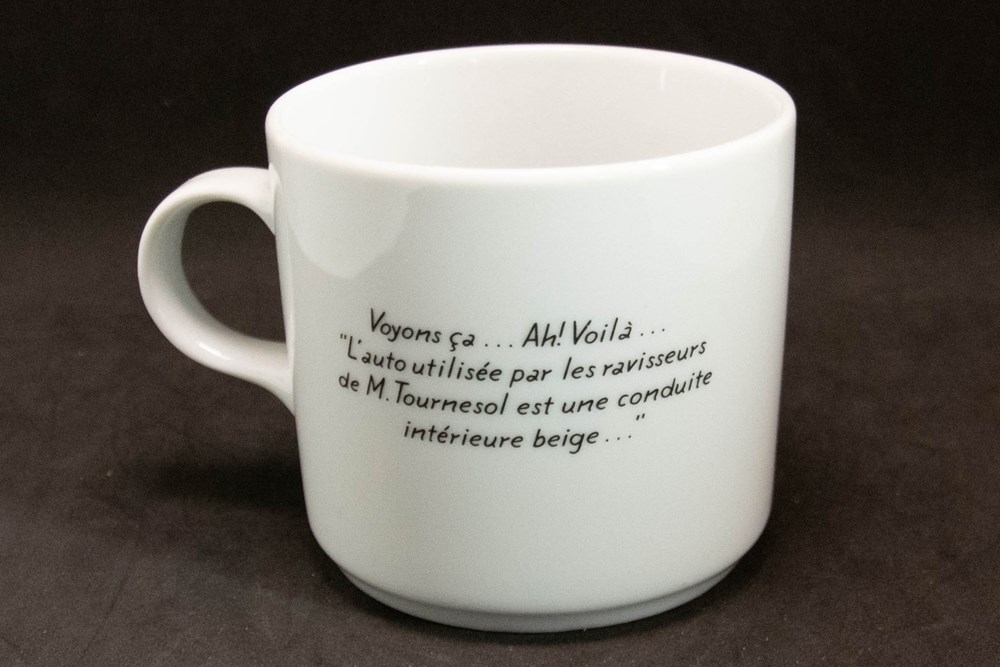 Voyons ça ... Ah! Voilà ...
"L'auto utilisée par les ravisseurs
de M. Tournesol est une conduite
intérieure beige ..."